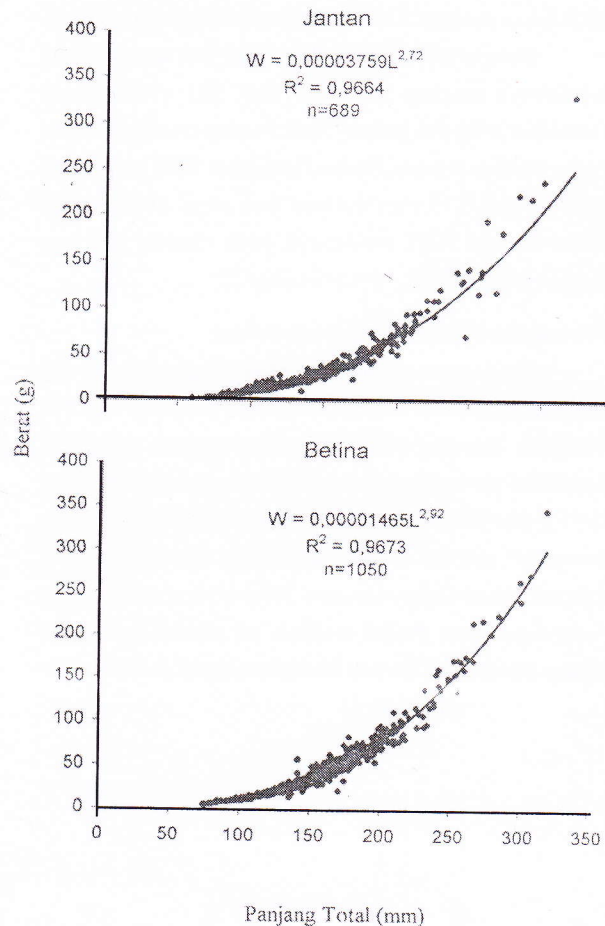 Jantan
W = 0,00003759L^2,72
R² = 0,9664
n=689
400
350
300
250
200
150
100
50
0
Berat (g)
Betina
W = 0,00001465L^2,92
R² = 0,9673
n=1050
400
350
300
250
200
150
100
50
0
0 50 100 150 200 250 300 350
Panjang Total (mm)